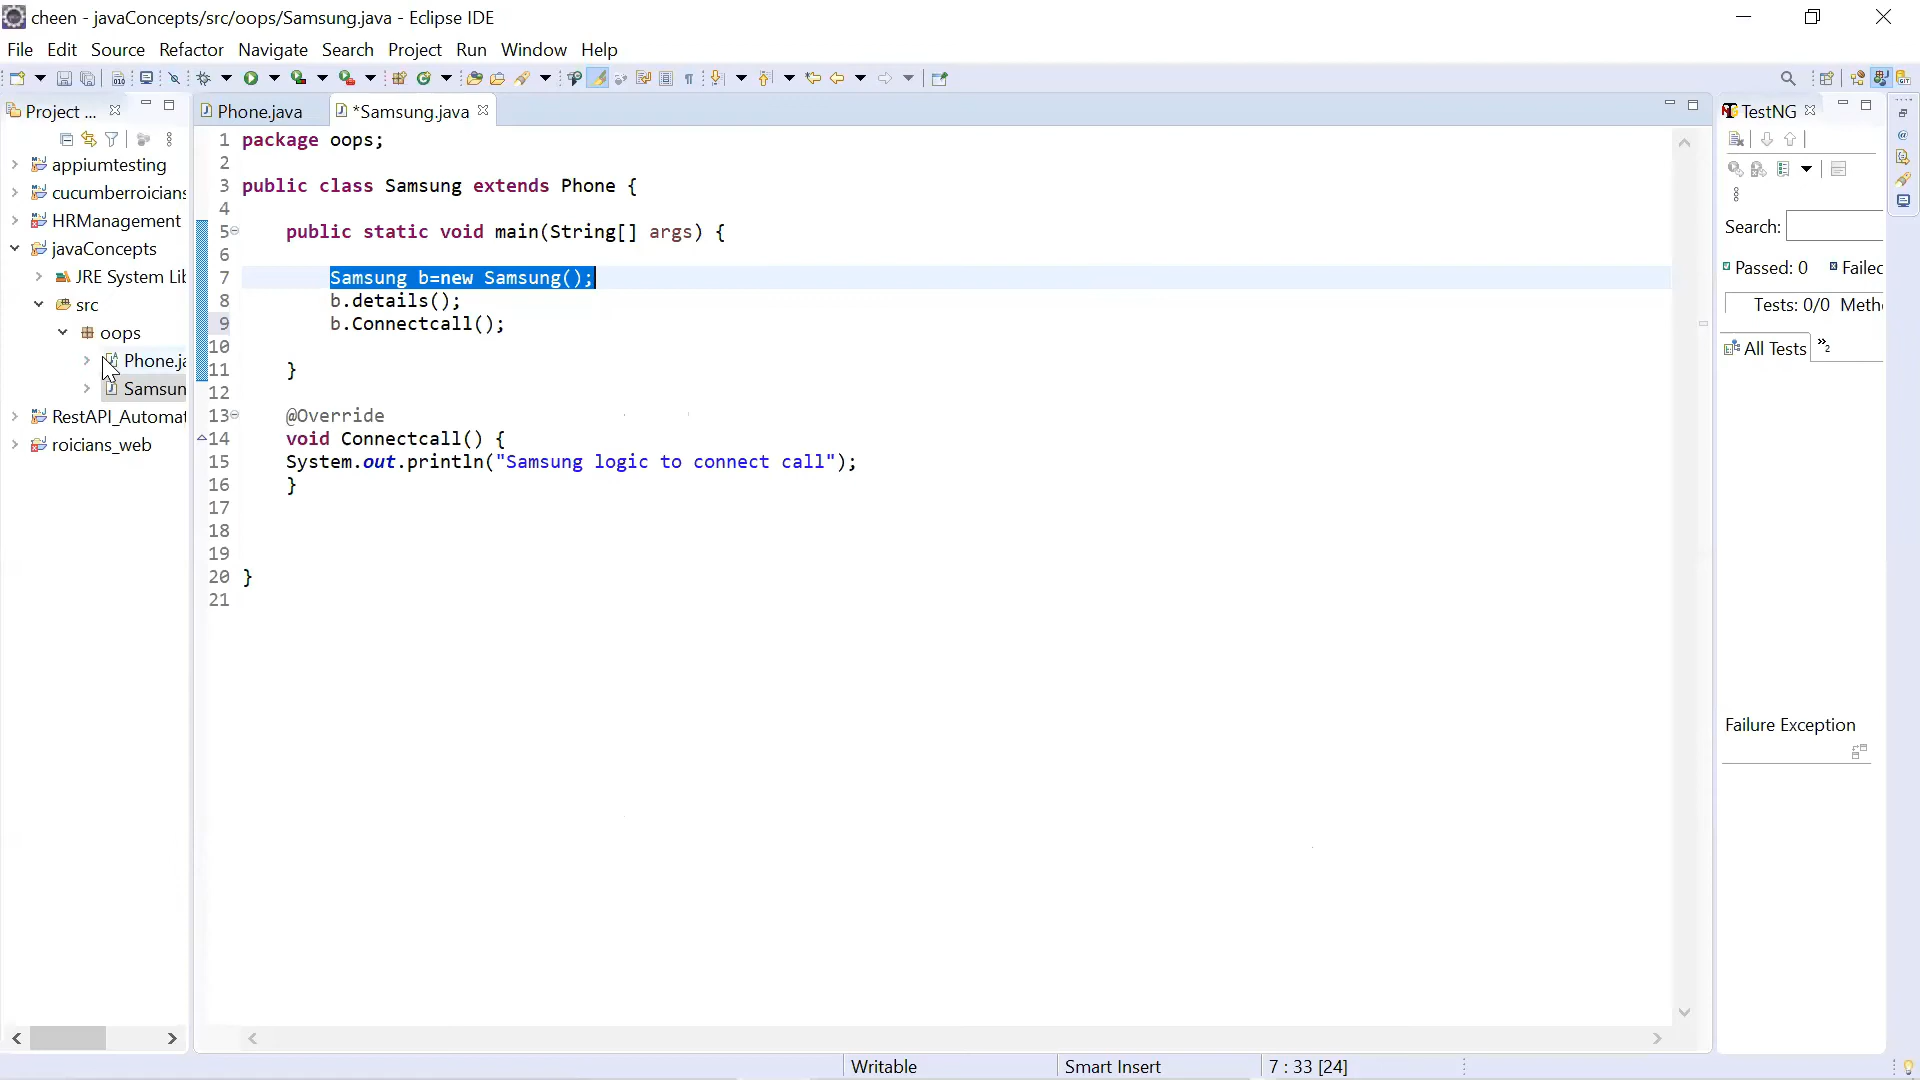 cheen - javaConcepts/src/oops/Samsung.java - Eclipse IDE
File Edit Source Refactor Navigate Search Project Run Window Help
Project ...
Phone.java
*Samsung.java
TestNG
appiumtesting
cucumberroicians
HRManagement
javaConcepts
JRE System Lib
src
oops
Phone.ja
Samsun
RestAPI_Automat
roicians_web
1 package oops;
2
3 public class Samsung extends Phone {
4
5 public static void main(String[] args) {
6
7 Samsung b=new Samsung();
8 b.details();
9 b.Connectcall();
10
11 }
12
13 @Override
14 void Connectcall() {
15 System.out.println("Samsung logic to connect call");
16 }
17
18
19
20 }
21
Search:
Passed: 0 Failec
Tests: 0/0 Metho
All Tests »2
Failure Exception
Writable Smart Insert 7 : 33 [24]